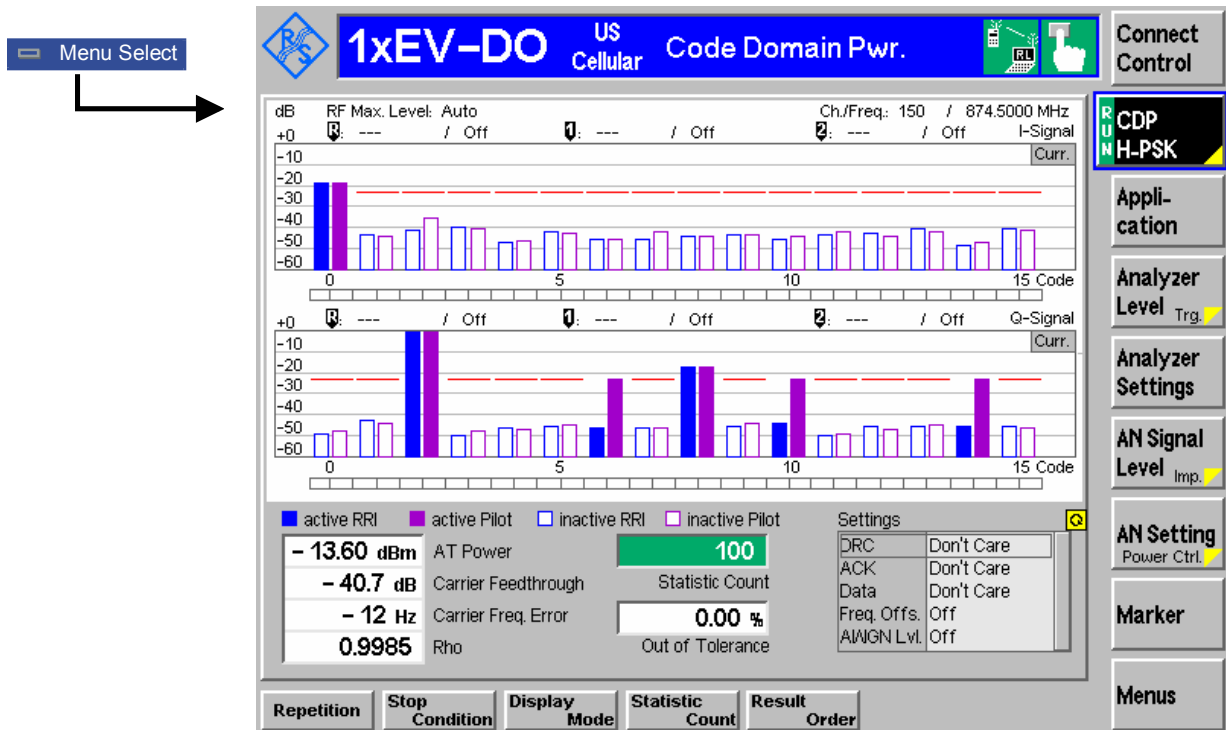 Menu Select
R&S
1xEV-DO
US
Cellular
Code Domain Pwr.
RL
dB RF Max. Level: Auto Ch./Freq.: 150 / 874.5000 MHz
+0 R: --- / Off 1: --- / Off 2: --- / Off I-Signal
-10 Curr.
-20
-30
-40
-50
-60
0 5 10 15 Code
+0 R: --- / Off 1: --- / Off 2: --- / Off Q-Signal
-10 Curr.
-20
-30
-40
-50
-60
0 5 10 15 Code
active RRI active Pilot inactive RRI inactive Pilot
- 13.60 dBm AT Power
- 40.7 dB Carrier Feedthrough
- 12 Hz Carrier Freq. Error
0.9985 Rho
100
Statistic Count
0.00 %
Out of Tolerance
Settings
DRC Don't Care
ACK Don't Care
Data Don't Care
Freq. Offs. Off
AWGN Lvl. Off
Repetition
Stop
Condition
Display
Mode
Statistic
Count
Result
Order
Connect
Control
RUN
CDP
H-PSK
Appli-
cation
Analyzer
Level Trg.
Analyzer
Settings
AN Signal
Level Imp.
AN Setting
Power Ctrl.
Marker
Menus